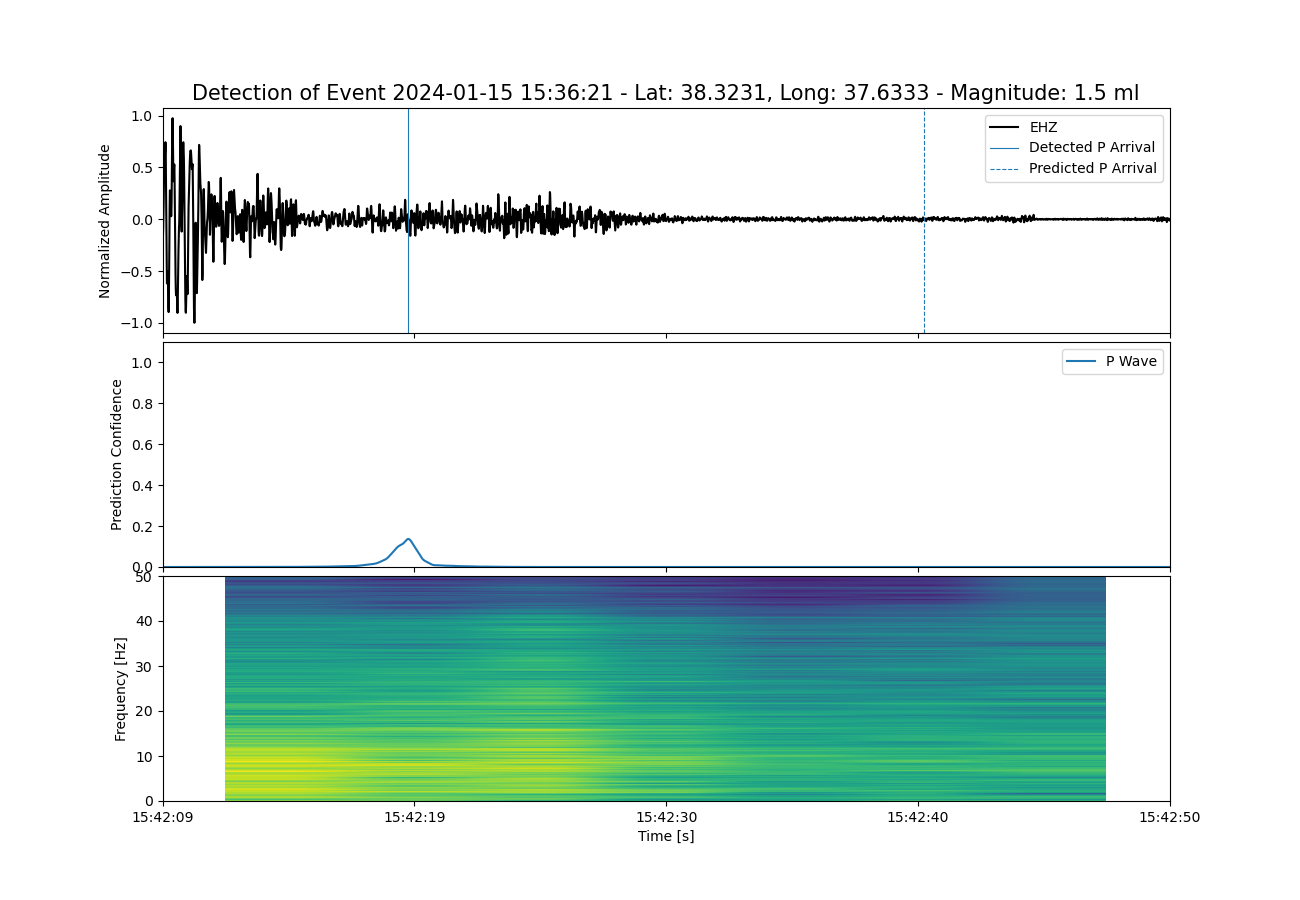 Detection of Event 2024-01-15 15:36:21 - Lat: 38.3231, Long: 37.6333 - Magnitude: 1.5 ml
Normalized Amplitude
1.0
0.5
0.0
−0.5
−1.0
EHZ
Detected P Arrival
Predicted P Arrival
Prediction Confidence
1.0
0.8
0.6
0.4
0.2
0.0
P Wave
Frequency [Hz]
50
40
30
20
10
0
15:42:09 15:42:19 15:42:30 15:42:40 15:42:50
Time [s]